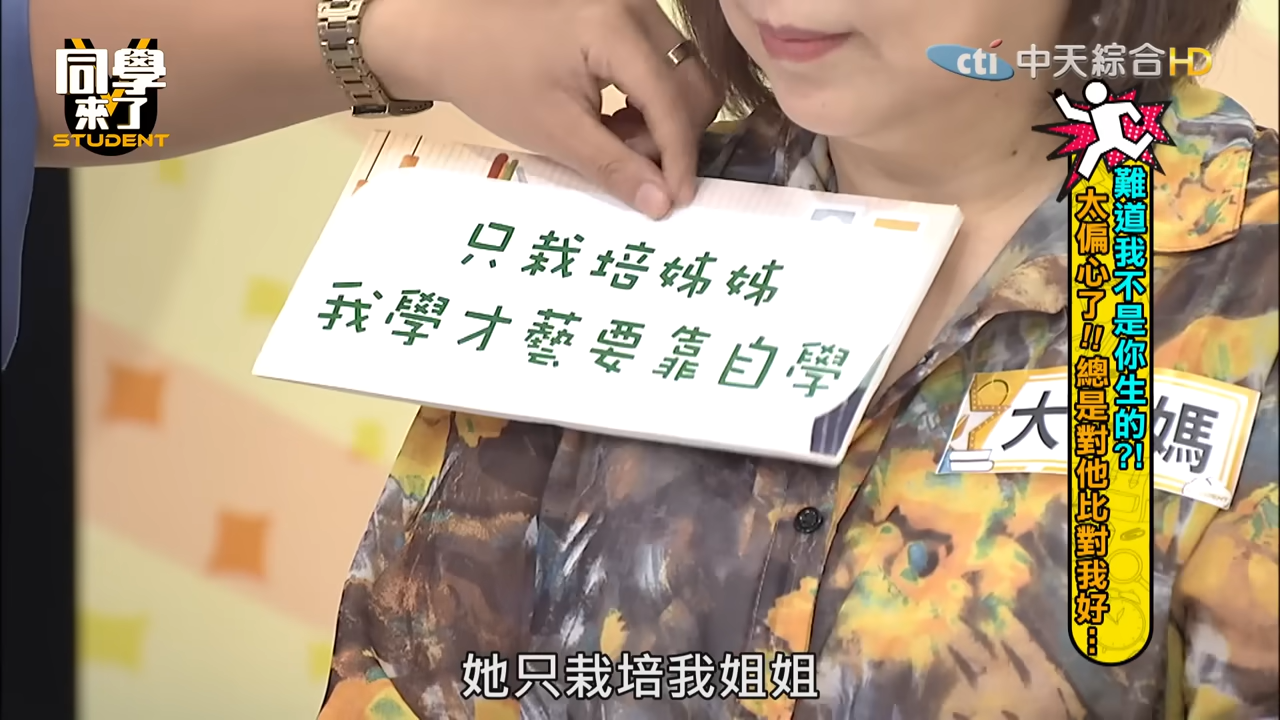 同學
來了
STUDENT
cti 中天綜合HD
難道我不是你生的?!
太偏心了!! 總是對他比對我好...
只栽培姊姊
我學才藝要靠自學
大 媽
她只栽培我姐姐